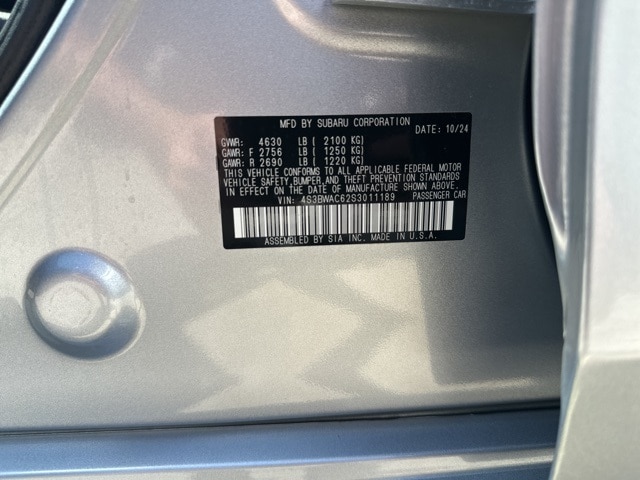 MFD BY SUBARU CORPORATION
DATE: 10/24
GVWR: 4630 LB ( 2100 KG)
GAWR: F 2756 LB ( 1250 KG)
GAWR: R 2690 LB ( 1220 KG)
THIS VEHICLE CONFORMS TO ALL APPLICABLE FEDERAL MOTOR
VEHICLE SAFETY, BUMPER, AND THEFT PREVENTION STANDARDS
IN EFFECT ON THE DATE OF MANUFACTURE SHOWN ABOVE.
VIN: 4S3BWAC62S3011189 PASSENGER CAR
ASSEMBLED BY SIA INC. MADE IN U.S.A.